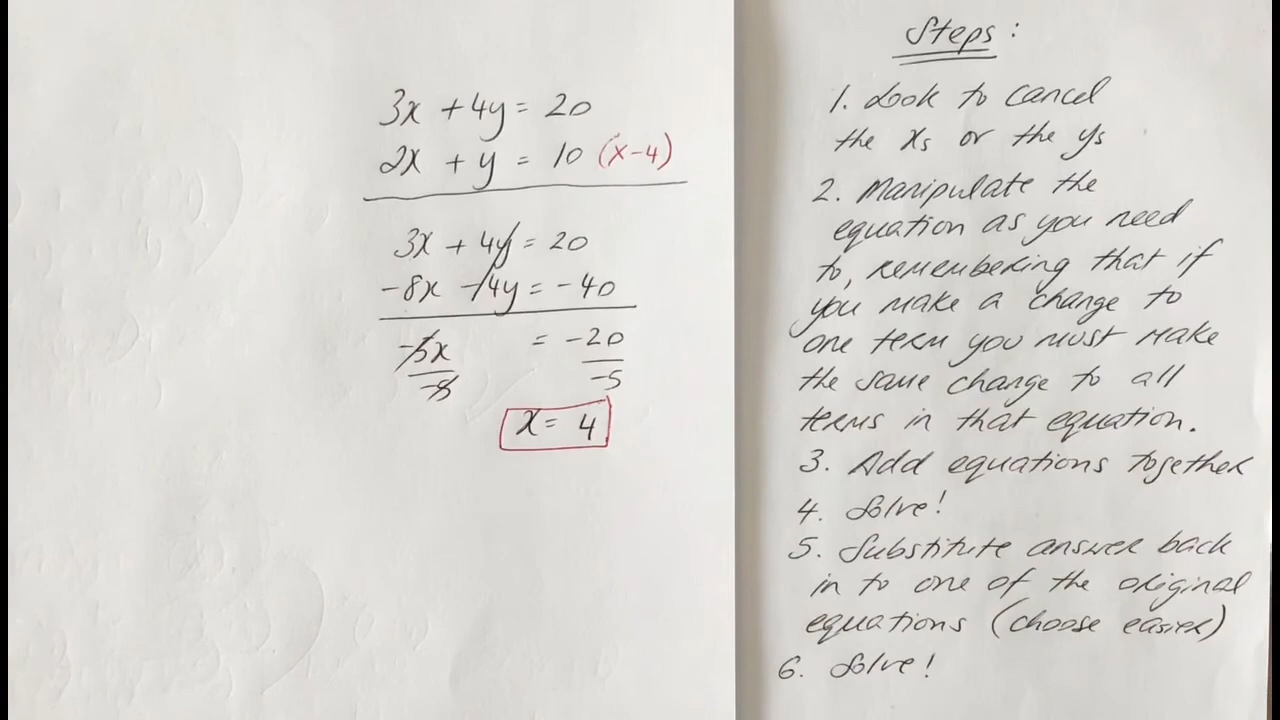 3x + 4y = 20
2x + y = 10 (x-4)
3x + 4y = 20
-8x - 4y = -40
-5x = -20
-5 -5
x = 4
Steps:
1. Look to cancel
the xs or the ys
2. Manipulate the
equation as you need
to, remembering that if
you make a change to
one term you must make
the same change to all
terms in that equation.
3. Add equations together
4. Solve!
5. Substitute answer back
in to one of the original
equations (choose easier)
6. Solve!